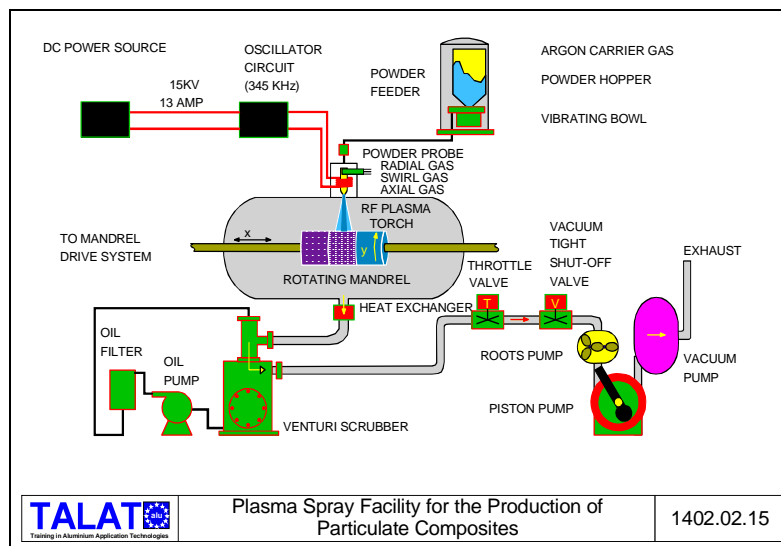 DC POWER SOURCE
OSCILLATOR
CIRCUIT
(345 KHz)
15KV
13 AMP
POWDER
FEEDER
ARGON CARRIER GAS
POWDER HOPPER
VIBRATING BOWL
POWDER PROBE
RADIAL GAS
SWIRL GAS
AXIAL GAS
RF PLASMA
TORCH
x
y
TO MANDREL
DRIVE SYSTEM
ROTATING MANDREL
HEAT EXCHANGER
THROTTLE
VALVE
T
VACUUM
TIGHT
SHUT-OFF
VALVE
V
EXHAUST
OIL
FILTER
OIL
PUMP
VENTURI SCRUBBER
ROOTS PUMP
PISTON PUMP
VACUUM
PUMP
TALAT
alu
Training in Aluminium Application Technologies
Plasma Spray Facility for the Production of
Particulate Composites
1402.02.15